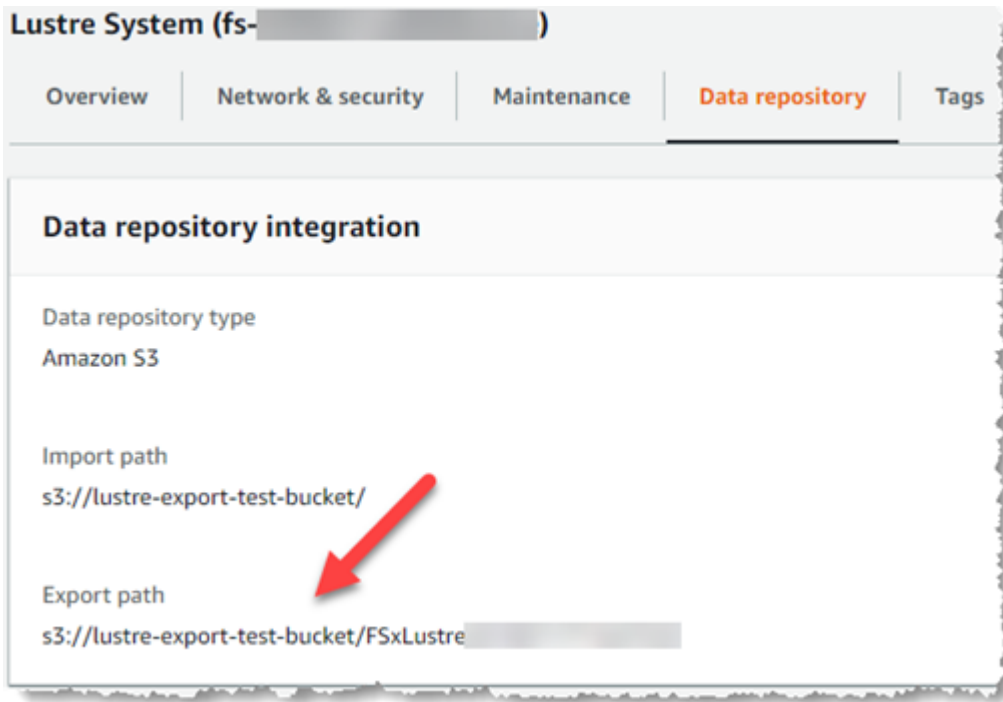 Lustre System (fs-              )
Overview Network & security Maintenance Data repository Tags
Data repository integration
Data repository type
Amazon S3
Import path
s3://lustre-export-test-bucket/
Export path
s3://lustre-export-test-bucket/FSxLustre